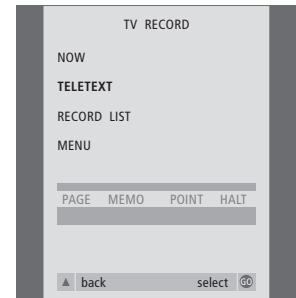 TV RECORD
NOW
TELETEXT
RECORD LIST
MENU
PAGE MEMO POINT HALT
▲ back select GO